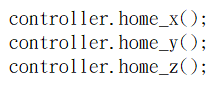 controller.home_x();
controller.home_y();
controller.home_z();